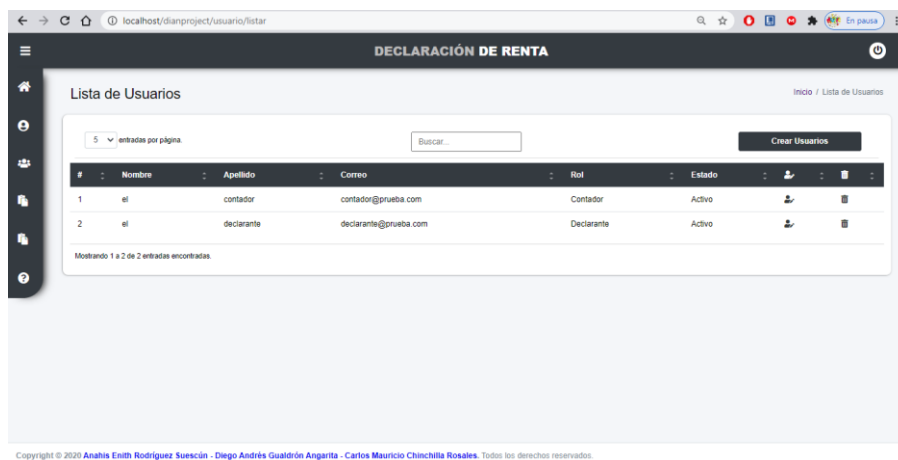 localhost/dianproject/usuario/listar
En pausa
DECLARACIÓN DE RENTA
Lista de Usuarios
Inicio / Lista de Usuarios
5 entradas por página.
Buscar...
Crear Usuarios
# Nombre Apellido Correo Rol Estado
1 el contador contador@prueba.com Contador Activo
2 el declarante declarante@prueba.com Declarante Activo
Mostrando 1 a 2 de 2 entradas encontradas.
Copyright © 2020 Anahis Enith Rodríguez Suescún - Diego Andrés Gualdrón Angarita - Carlos Mauricio Chinchilla Rosales. Todos los derechos reservados.